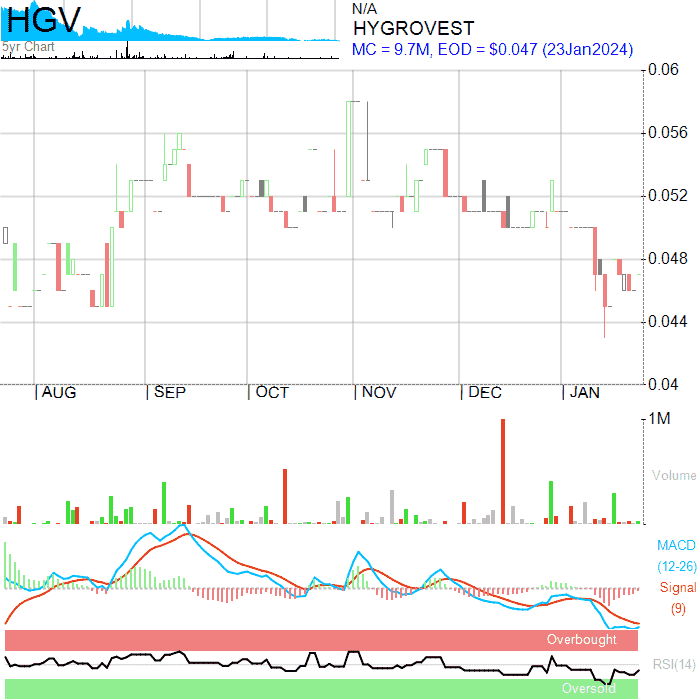 HGV
5yr Chart
N/A
HYGROVEST
MC = 9.7M, EOD = $0.047 (23Jan2024)
0.06
0.056
0.052
0.048
0.044
0.04
AUG SEP OCT NOV DEC JAN
1M
Volume
MACD
(12-26)
Signal
(9)
Overbought
RSI(14)
Oversold